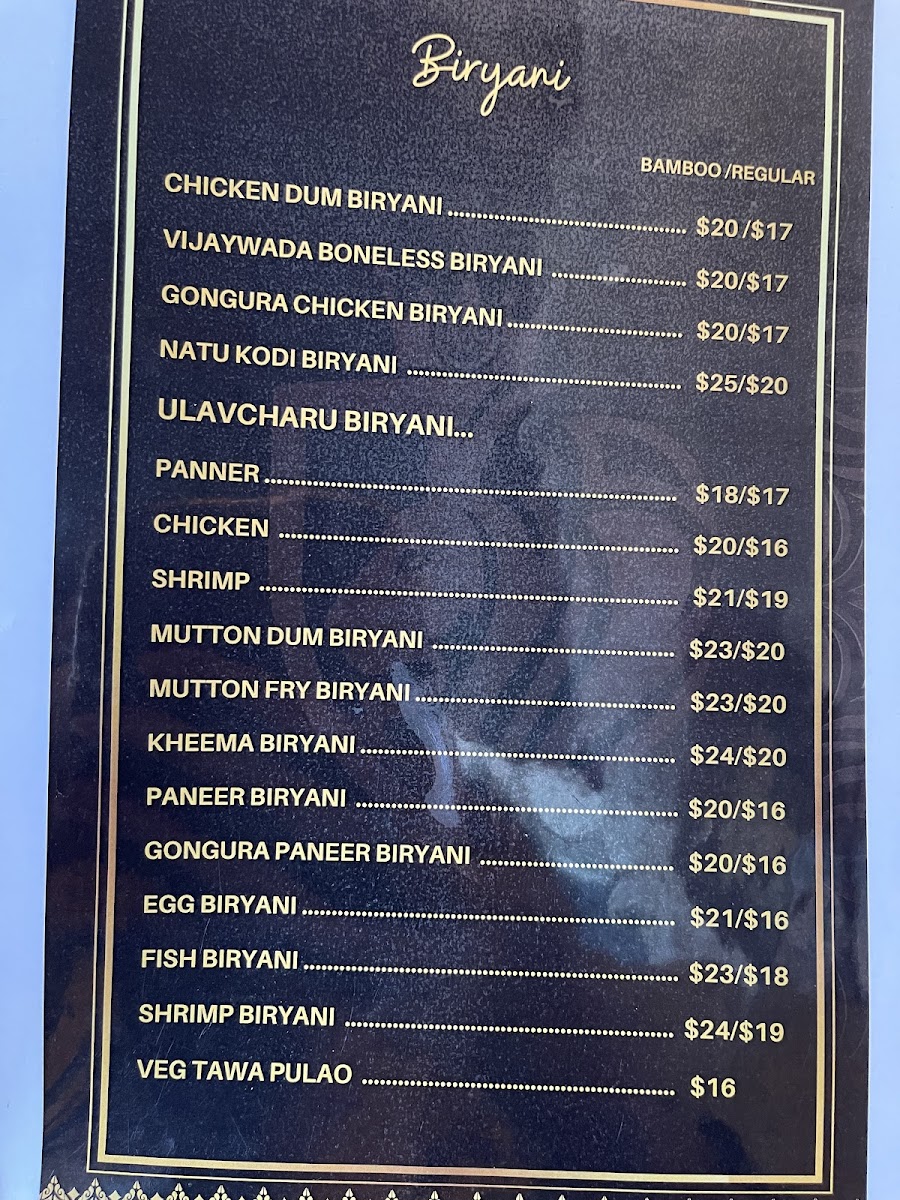 Biryani
BAMBOO/REGULAR
CHICKEN DUM BIRYANI ........ $20/$17
VIJAYWADA BONELESS BIRYANI ........ $20/$17
GONGURA CHICKEN BIRYANI ........ $20/$17
NATU KODI BIRYANI ........ $25/$20
ULAVCHARU BIRYANI...
PANNER ........ $18/$17
CHICKEN ........ $20/$16
SHRIMP ........ $21/$19
MUTTON DUM BIRYANI ........ $23/$20
MUTTON FRY BIRYANI ........ $23/$20
KHEEMA BIRYANI ........ $24/$20
PANEER BIRYANI ........ $20/$16
GONGURA PANEER BIRYANI ........ $20/$16
EGG BIRYANI ........ $21/$16
FISH BIRYANI ........ $23/$18
SHRIMP BIRYANI ........ $24/$19
VEG TAWA PULAO ........ $16